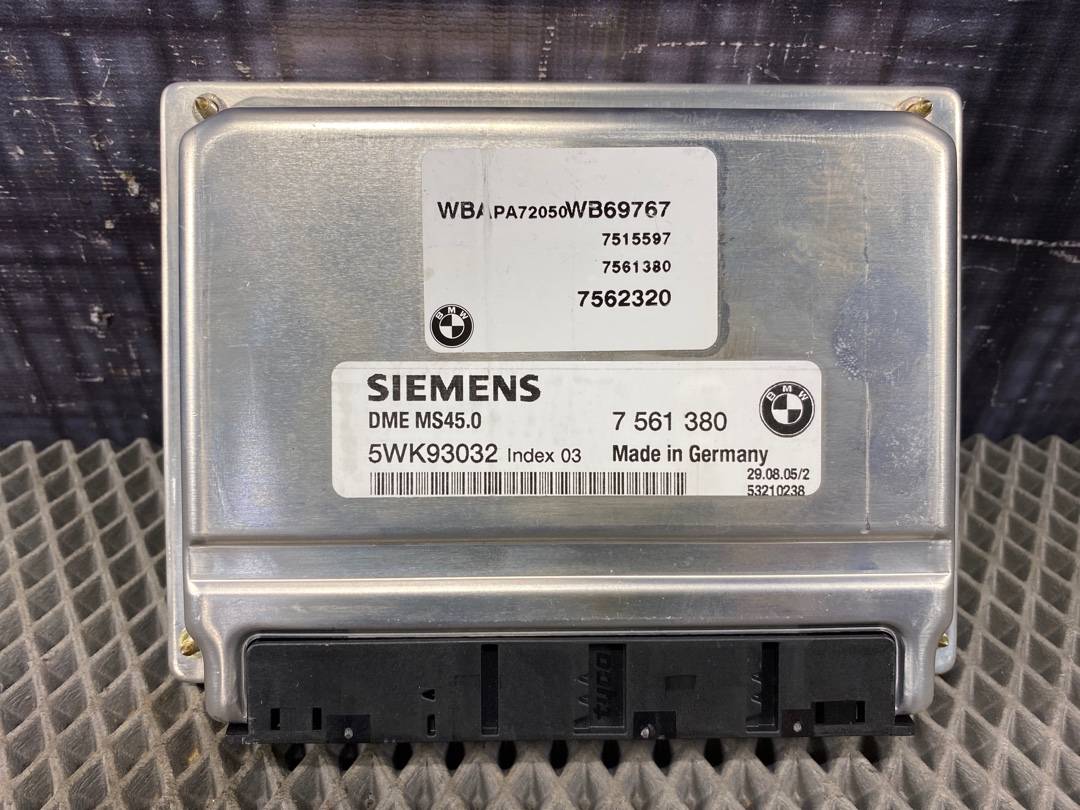 WBAPA72050WB69767
7515597
7561380
7562320
BMW
SIEMENS
DME MS45.0
7 561 380
BMW
5WK93032 Index 03
Made in Germany
29.08.05/2
53210238
tyco